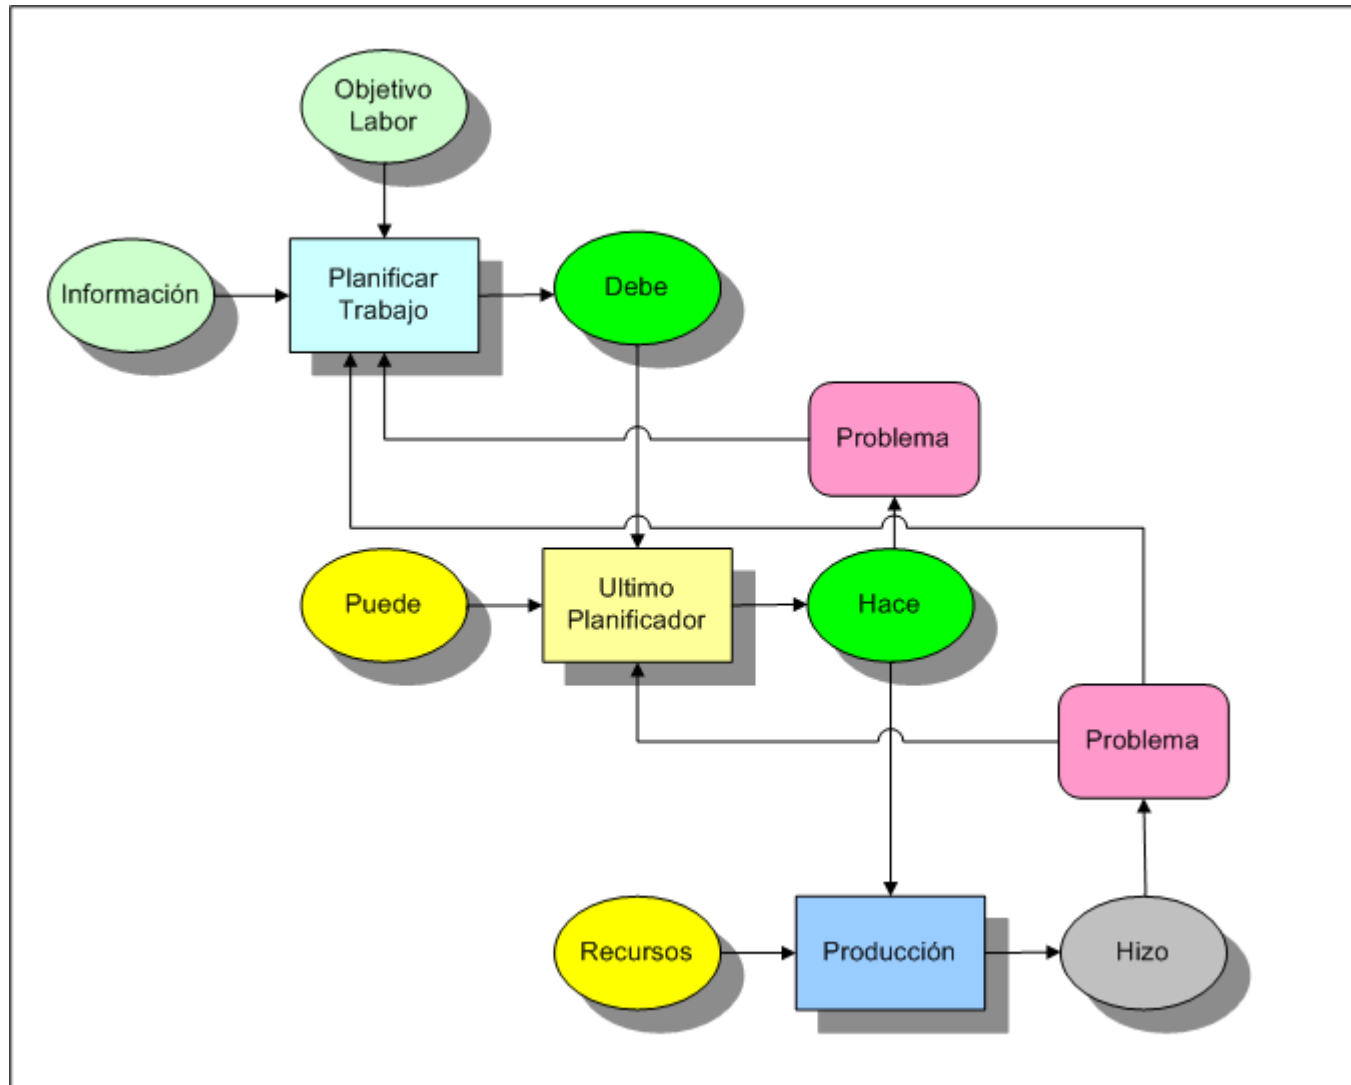 Objetivo
Labor
Información
Planificar
Trabajo
Debe
Problema
Puede
Ultimo
Planificador
Hace
Problema
Recursos
Producción
Hizo